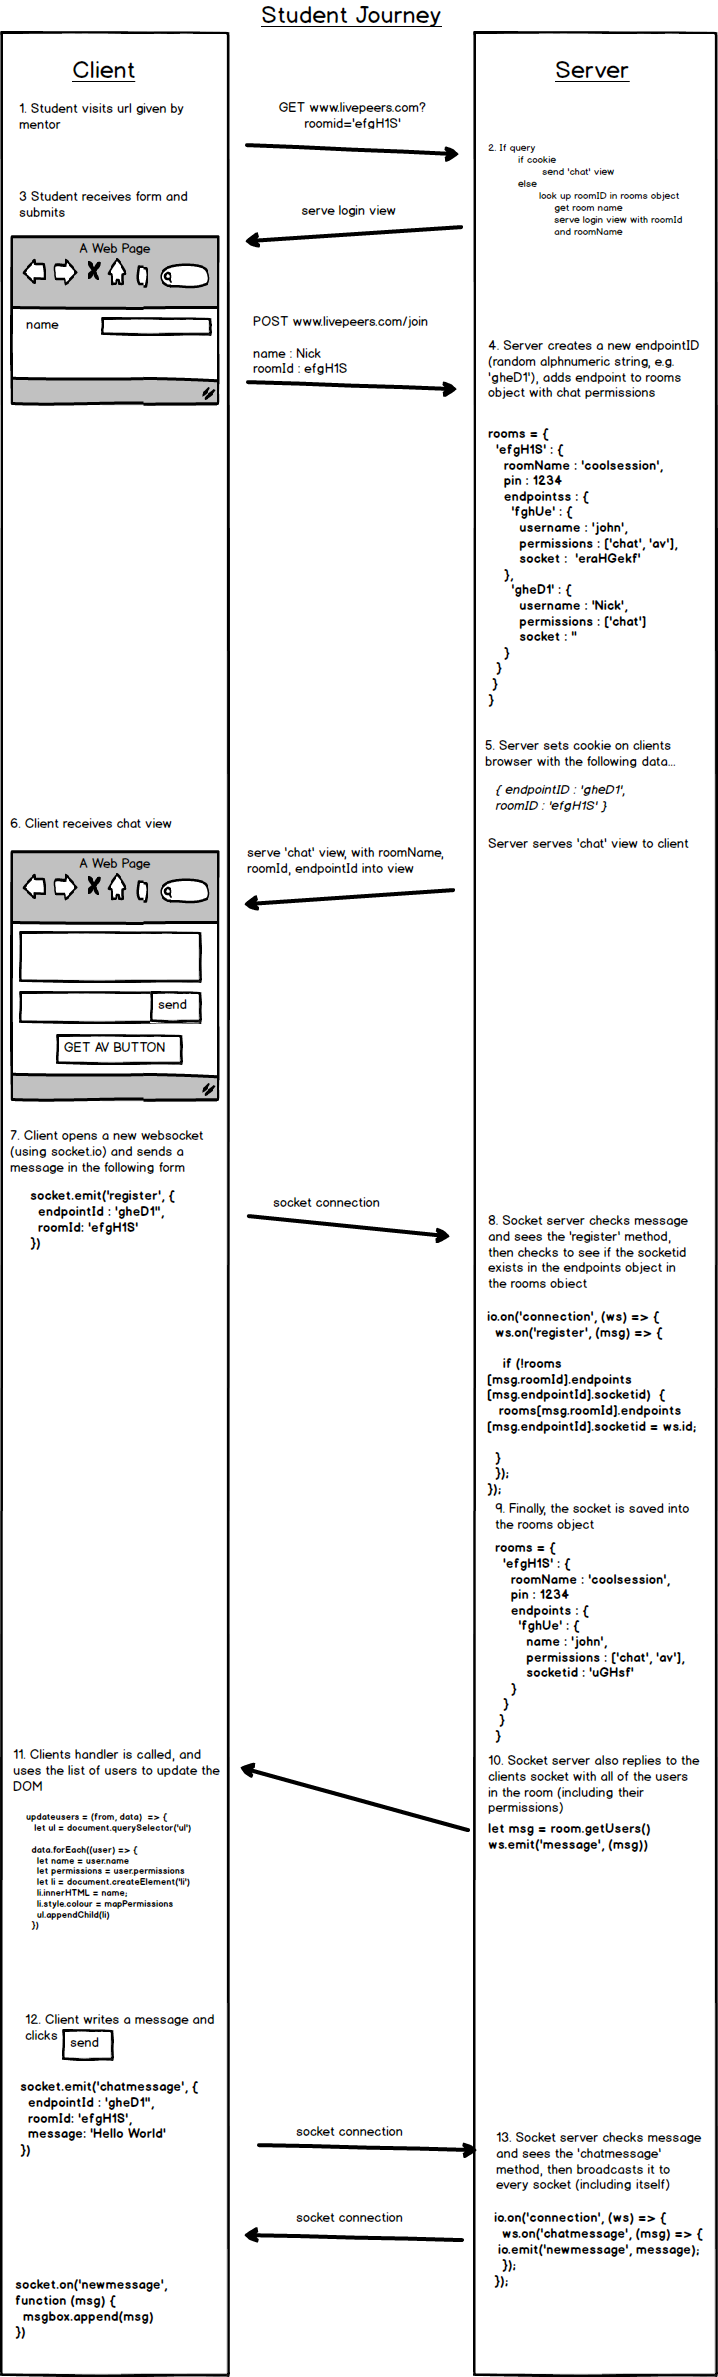 Student Journey
Client
Server
1. Student visits url given by
mentor
GET www.livepeers.com?
roomid='efgH1S'
2. If query
if cookie
send 'chat' view
else
look up roomID in rooms object
get room name
serve login view with roomId
and roomName
3 Student receives form and
submits
serve login view
A Web Page
name
POST www.livepeers.com/join
name : Nick
roomId : efgH1S
4. Server creates a new endpointID
(random alphnumeric string, e.g.
'gheD1'), adds endpoint to rooms
object with chat permissions
rooms = {
'efgH1S' : {
roomName : 'coolsession',
pin : 1234
endpointss : {
'fghUe' : {
username : 'john',
permissions : ['chat', 'av'],
socket : 'eraHGekf'
},
'gheD1' : {
username : 'Nick',
permissions : ['chat']
socket : ''
}
}
}
}
5. Server sets cookie on clients
browser with the following data...
{ endpointID : 'gheD1',
roomID : 'efgH1S' }
Server serves 'chat' view to client
6. Client receives chat view
serve 'chat' view, with roomName,
roomId, endpointId into view
A Web Page
send
GET AV BUTTON
7. Client opens a new websocket
(using socket.io) and sends a
message in the following form
socket.emit('register', {
endpointId : 'gheD1",
roomId: 'efgH1S'
})
socket connection
8. Socket server checks message
and sees the 'register' method,
then checks to see if the socketid
exists in the endpoints object in
the rooms object
io.on('connection', (ws) => {
ws.on('register', (msg) => {
if (!rooms
[msg.roomId].endpoints
[msg.endpointId].socketid) {
rooms[msg.roomId].endpoints
[msg.endpointId].socketid = ws.id;
}
});
});
9. Finally, the socket is saved into
the rooms object
rooms = {
'efgH1S' : {
roomName : 'coolsession',
pin : 1234
endpoints : {
'fghUe' : {
name : 'john',
permissions : ['chat', 'av'],
socketid : 'uGHsf'
}
}
}
}
10. Socket server also replies to the
clients socket with all of the users
in the room (including their
permissions)
let msg = room.getUsers()
ws.emit('message', (msg))
11. Clients handler is called, and
uses the list of users to update the
DOM
updateusers = (from, data) => {
let ul = document.querySelector('ul')
data.forEach((user) => {
let name = user.name
let permissions = user.permissions
let li = document.createElement('li')
li.innerHTML = name;
li.style.colour = mapPermissions
ul.appendChild(li)
})
12. Client writes a message and
clicks send
socket.emit('chatmessage', {
endpointId : 'gheD1",
roomId: 'efgH1S',
message: 'Hello World'
})
socket connection
13. Socket server checks message
and sees the 'chatmessage'
method, then broadcasts it to
every socket (including itself)
io.on('connection', (ws) => {
ws.on('chatmessage', (msg) => {
io.emit('newmessage', message);
});
});
socket connection
socket.on('newmessage',
function (msg) {
msgbox.append(msg)
})